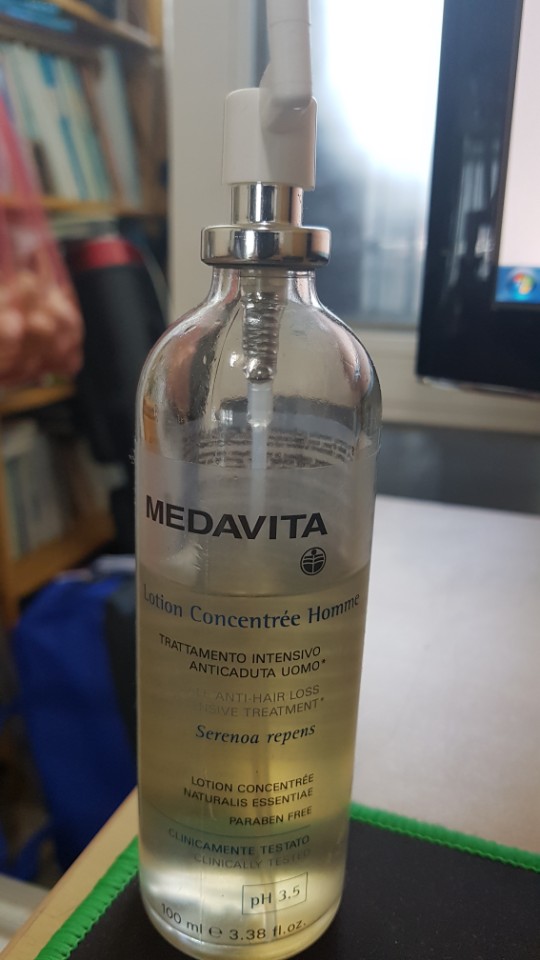 MEDAVITA
Lotion Concentrée Homme
TRATTAMENTO INTENSIVO
ANTICADUTA UOMO*
ANTI-HAIR LOSS
TREATMENT*
Serenoa repens
LOTION CONCENTRÉE
NATURALIS ESSENTIAE
PARABEN FREE
CLINICAMENTE TESTATO
CLINICALLY TESTED
pH 3.5
100 ml e 3.38 fl.oz.